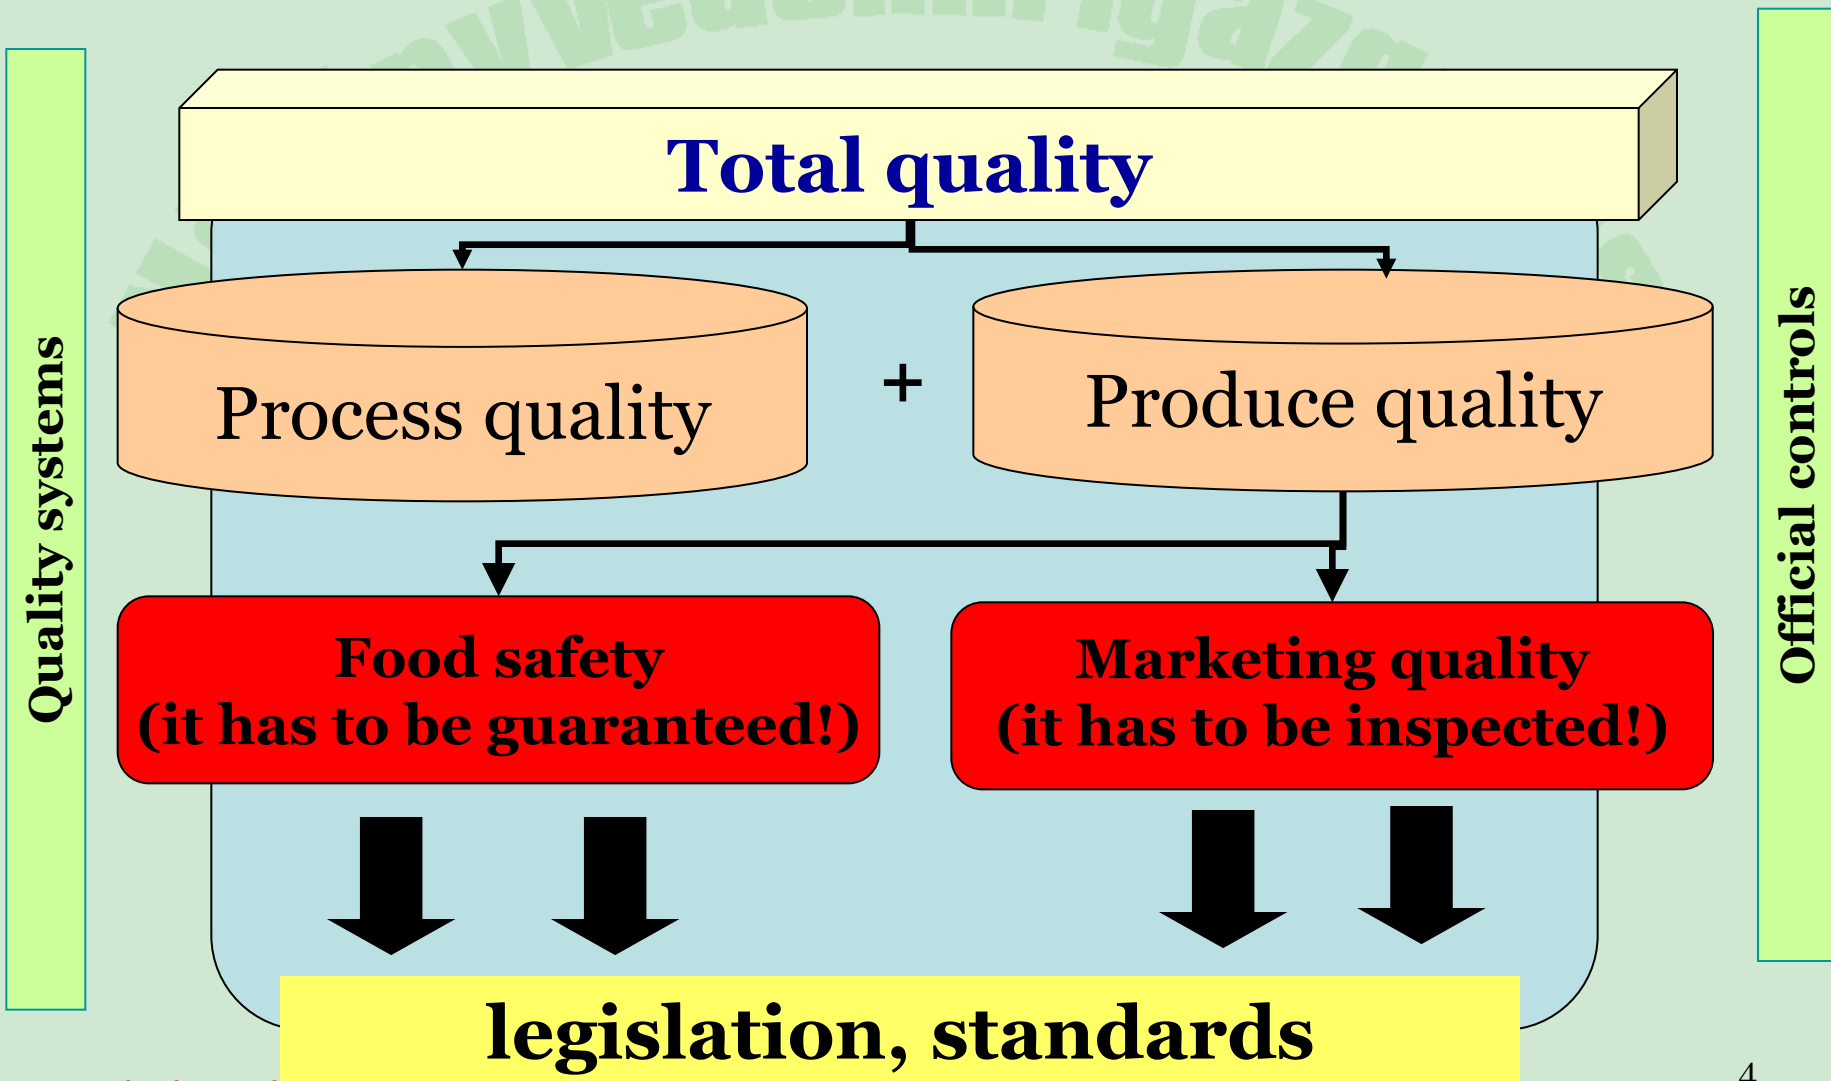 Total quality
Quality systems
Process quality
+
Produce quality
Official controls
Food safety
(it has to be guaranteed!)
Marketing quality
(it has to be inspected!)
legislation, standards
4